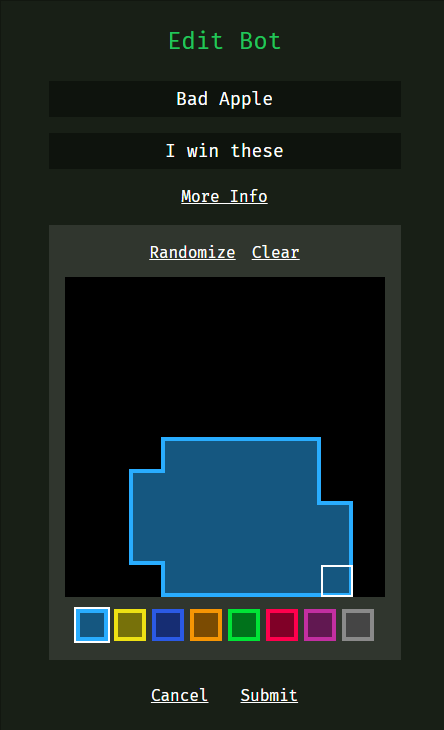 Edit Bot
Bad Apple
I win these
More Info
Randomize Clear
Cancel Submit